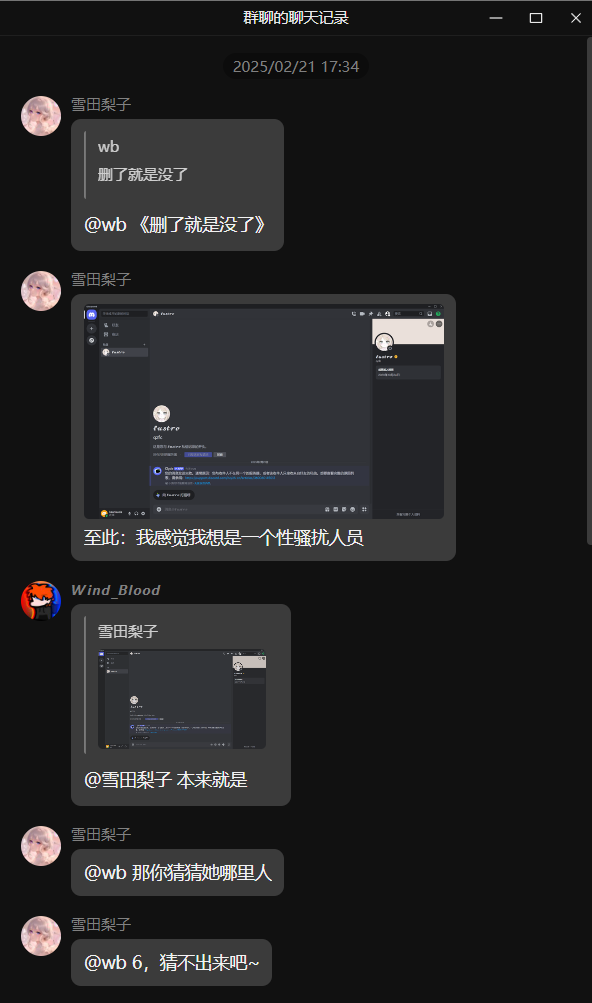 群聊的聊天记录
2025/02/21 17:34
雪田梨子
wb
删了就是没了
@wb 《删了就是没了》
雪田梨子
至此：我感觉我想是一个性骚扰人员
Wind_Blood
雪田梨子
@雪田梨子 本来就是
雪田梨子
@wb 那你猜猜她哪里人
雪田梨子
@wb 6，猜不出来吧~